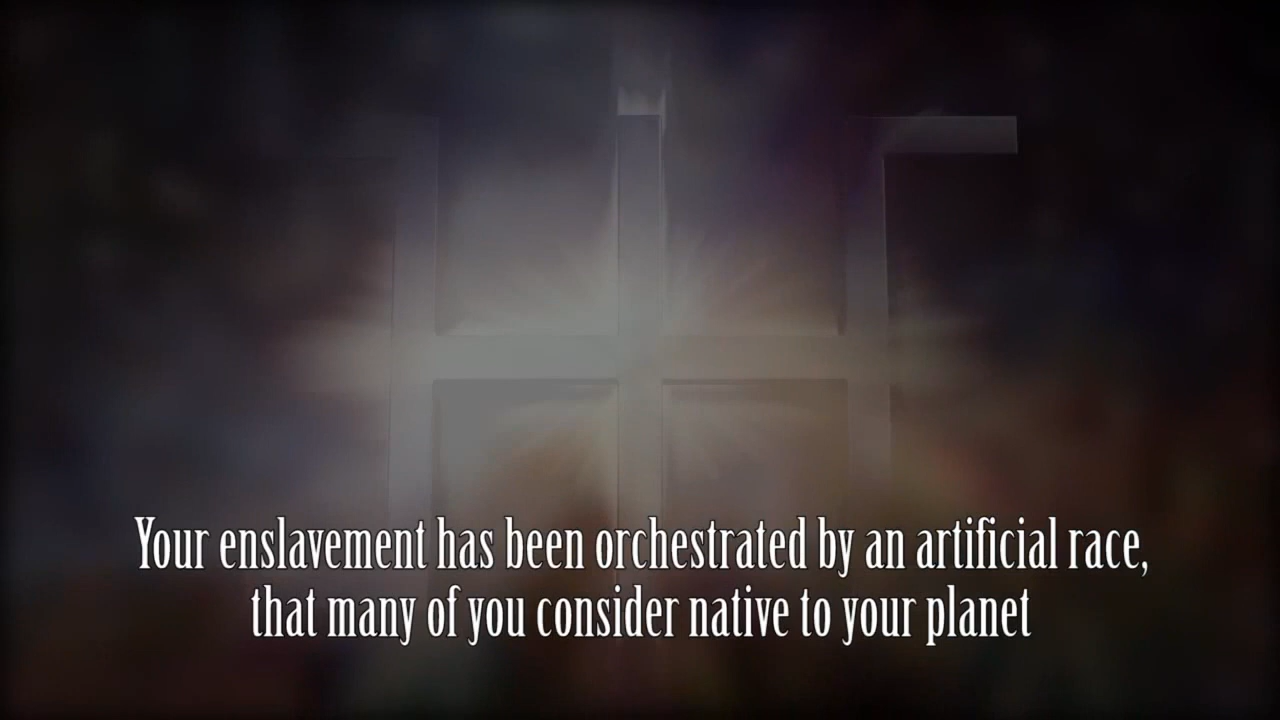 Your enslavement has been orchestrated by an artificial race,
that many of you consider native to your planet